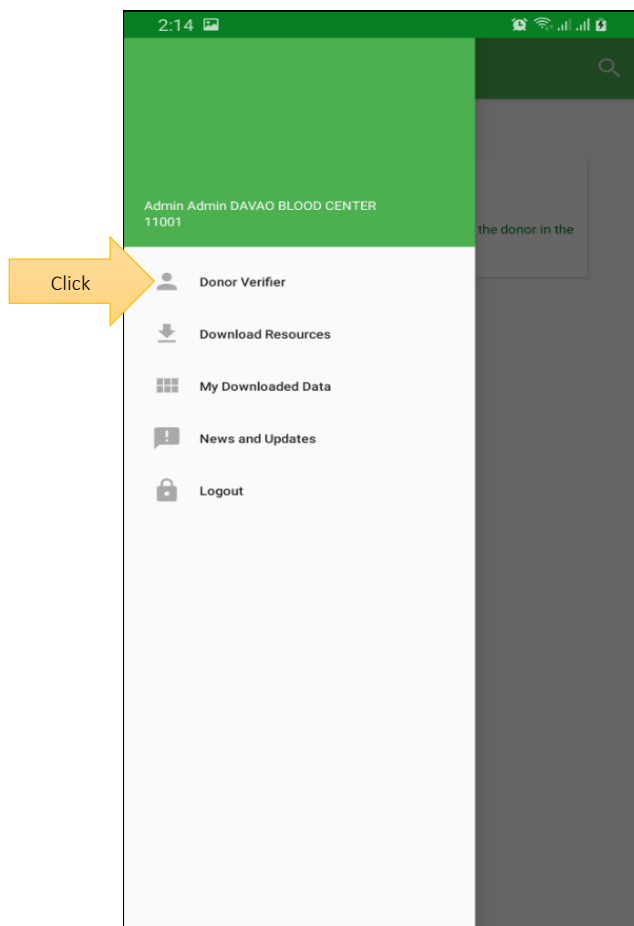 2:14
Admin Admin DAVAO BLOOD CENTER
11001
the donor in the
Click
Donor Verifier
Download Resources
My Downloaded Data
News and Updates
Logout